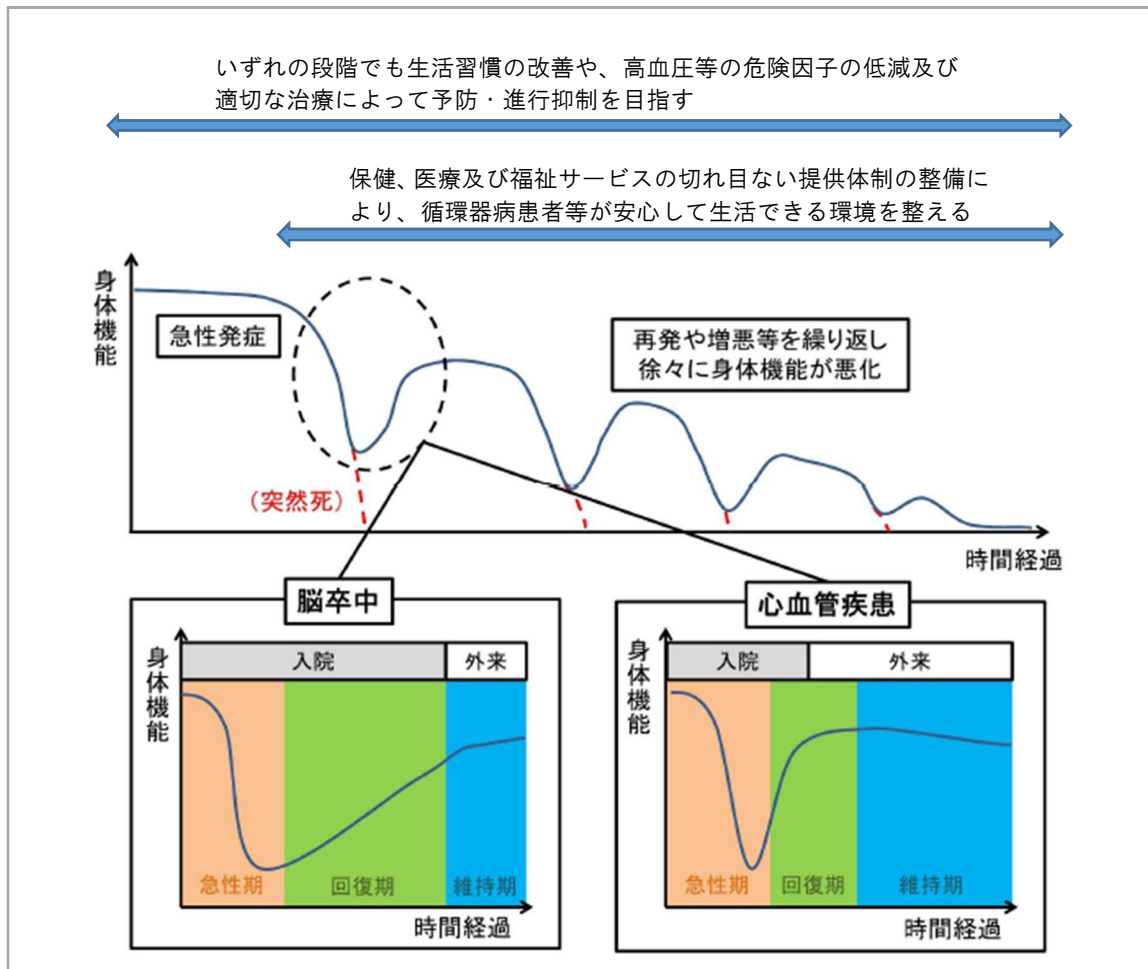 いずれの段階でも生活習慣の改善や、高血圧等の危険因子の低減及び
適切な治療によって予防・進行抑制を目指す
保健、医療及び福祉サービスの切れ目ない提供体制の整備に
より、循環器病患者等が安心して生活できる環境を整える
身体機能
急性発症
再発や増悪等を繰り返し
徐々に身体機能が悪化
（突然死）
時間経過
脳卒中
身体機能
入院
外来
急性期
回復期
維持期
時間経過
心血管疾患
身体機能
入院
外来
急性期
回復期
維持期
時間経過